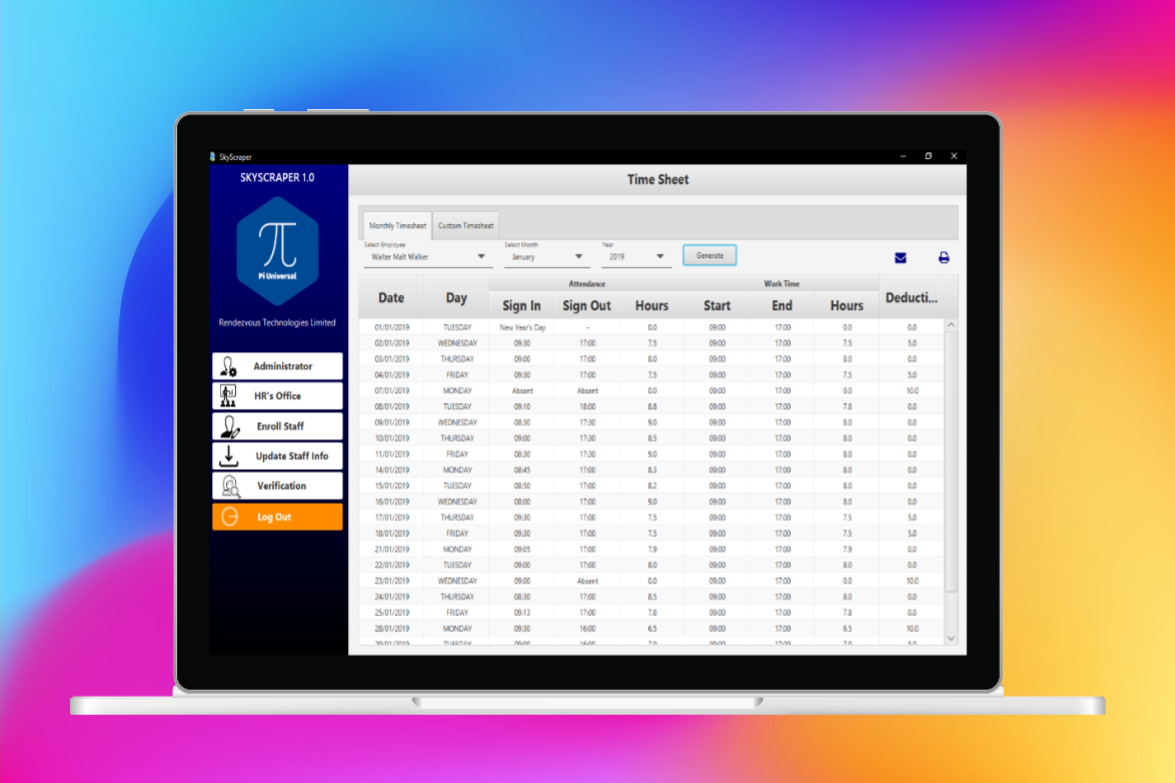 SkyScraper
SKYSCRAPER 1.0
π
Pi Universal
Rendezvous Technologies Limited
Administrator
HR's Office
Enroll Staff
Update Staff Info
Verification
Log Out
Time Sheet
Monthly Timesheet Custom Timesheet
Select Employee Select Month Year
Walter Malt Walker January 2019 Generate
Attendance Work Time
Date Day Sign In Sign Out Hours Start End Hours Deducti...
01/01/2019 TUESDAY New Year's Day - 0.0 09:00 17:00 0.0 0.0
02/01/2019 WEDNESDAY 09:30 17:00 7.5 09:00 17:00 7.5 5.0
03/01/2019 THURSDAY 09:00 17:00 8.0 09:00 17:00 8.0 0.0
04/01/2019 FRIDAY 09:30 17:00 7.5 09:00 17:00 7.5 5.0
07/01/2019 MONDAY Absent Absent 0.0 09:00 17:00 0.0 10.0
08/01/2019 TUESDAY 09:10 18:00 8.8 09:00 17:00 7.8 0.0
09/01/2019 WEDNESDAY 08:30 17:30 9.0 09:00 17:00 8.0 0.0
10/01/2019 THURSDAY 09:00 17:30 8.5 09:00 17:00 8.0 0.0
11/01/2019 FRIDAY 08:30 17:30 9.0 09:00 17:00 8.0 0.0
14/01/2019 MONDAY 08:45 17:00 8.3 09:00 17:00 8.0 0.0
15/01/2019 TUESDAY 08:50 17:00 8.2 09:00 17:00 8.0 0.0
16/01/2019 WEDNESDAY 08:00 17:00 9.0 09:00 17:00 8.0 0.0
17/01/2019 THURSDAY 09:30 17:00 7.5 09:00 17:00 7.5 5.0
18/01/2019 FRIDAY 09:30 17:00 7.5 09:00 17:00 7.5 5.0
21/01/2019 MONDAY 09:05 17:00 7.9 09:00 17:00 7.9 0.0
22/01/2019 TUESDAY 09:00 17:00 8.0 09:00 17:00 8.0 0.0
23/01/2019 WEDNESDAY 09:00 Absent 0.0 09:00 17:00 0.0 10.0
24/01/2019 THURSDAY 08:30 17:00 8.5 09:00 17:00 8.0 0.0
25/01/2019 FRIDAY 09:13 17:00 7.8 09:00 17:00 7.8 0.0
28/01/2019 MONDAY 09:30 16:00 6.5 09:00 17:00 6.5 10.0
29/01/2019 TUESDAY 09:00 16:00 7.0 09:00 17:00 7.0 5.0